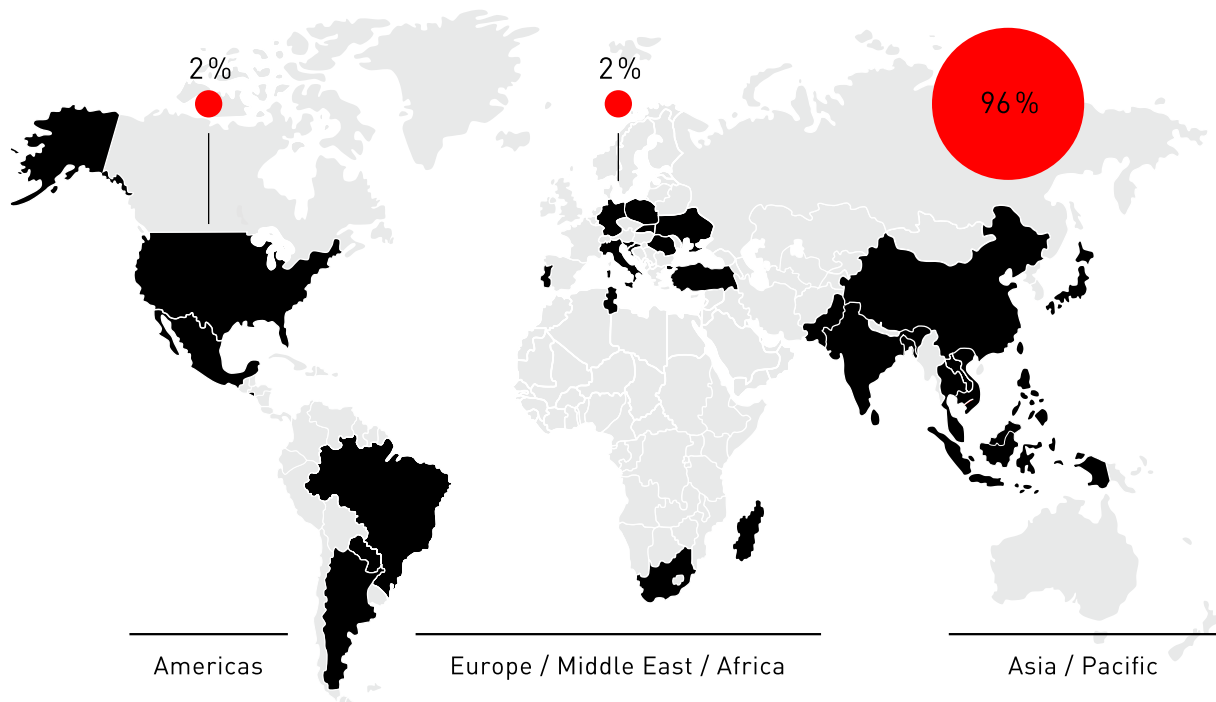 2 %
2 %
96 %
Americas
Europe / Middle East / Africa
Asia / Pacific